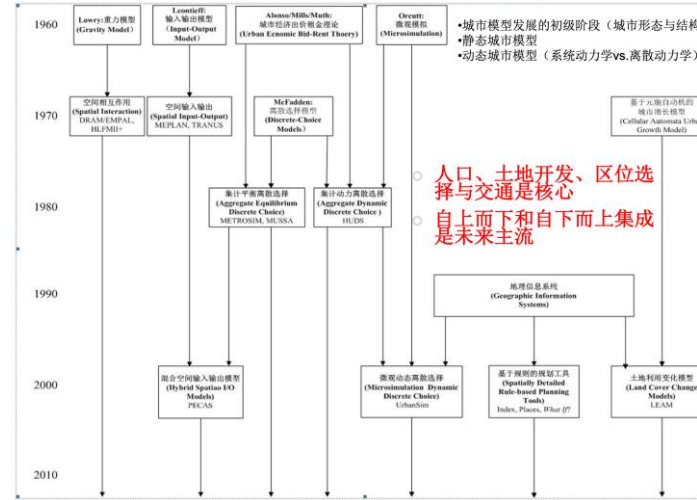 1960
Lowry:重力模型
(Gravity Model)
Leontieff:
输入输出模型
(Input-Output
Model)
Alonso/Mills/Muth:
城市经济出价租金理论
(Urban Ecnomic Bid-Rent Thoery)
Orcutt:
微观模拟
(Microsimulation)
•城市模型发展的初级阶段（城市形态与结构
•静态城市模型
•动态城市模型（系统动力学vs.离散动力学）
1970
空间相互作用
(Spatial Interaction)
DRAM/EMPAL,
HLFMII+
空间输入输出
(Spatial Input-Output)
MEPLAN, TRANUS
McFadden:
离散选择模型
(Discrete-Choice
Models)
基于元胞自动机的
城市增长模型
(Cellular Automata Urba
Growth Model)
人口、土地开发、区位选
择与交通是核心
自上而下和自下而上集成
是未来主流
1980
集计平衡离散选择
(Aggregate Equilibrium
Discrete Choice)
METROSIM, MUSSA
集计动力离散选择
(Aggregate Dynamic
Discrete Choice )
HUDS
1990
地理信息系统
(Geographic Information
Systems)
2000
混合空间输入输出模型
(Hybrid Spatiao I/O
Models)
PECAS
微观动态离散选择
(Microsimulation Dynamic
Discrete Choice)
UrbanSim
基于规则的规划工具
(Spatially Detailed
Rule-based Planning
Tools)
Index, Places, What If?
土地利用变化模型
(Land Cover Change
Models)
LEAM
2010